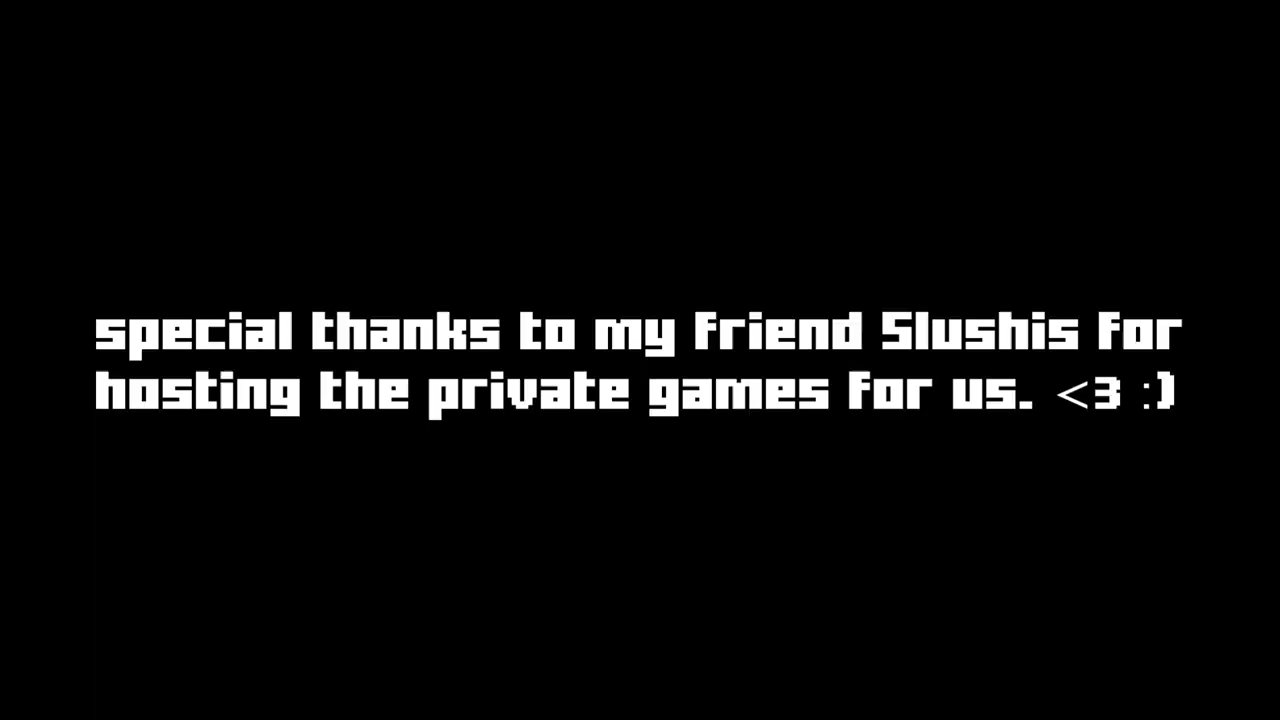 special thanks to my friend Slushis for
hosting the private games for us. <3 :)